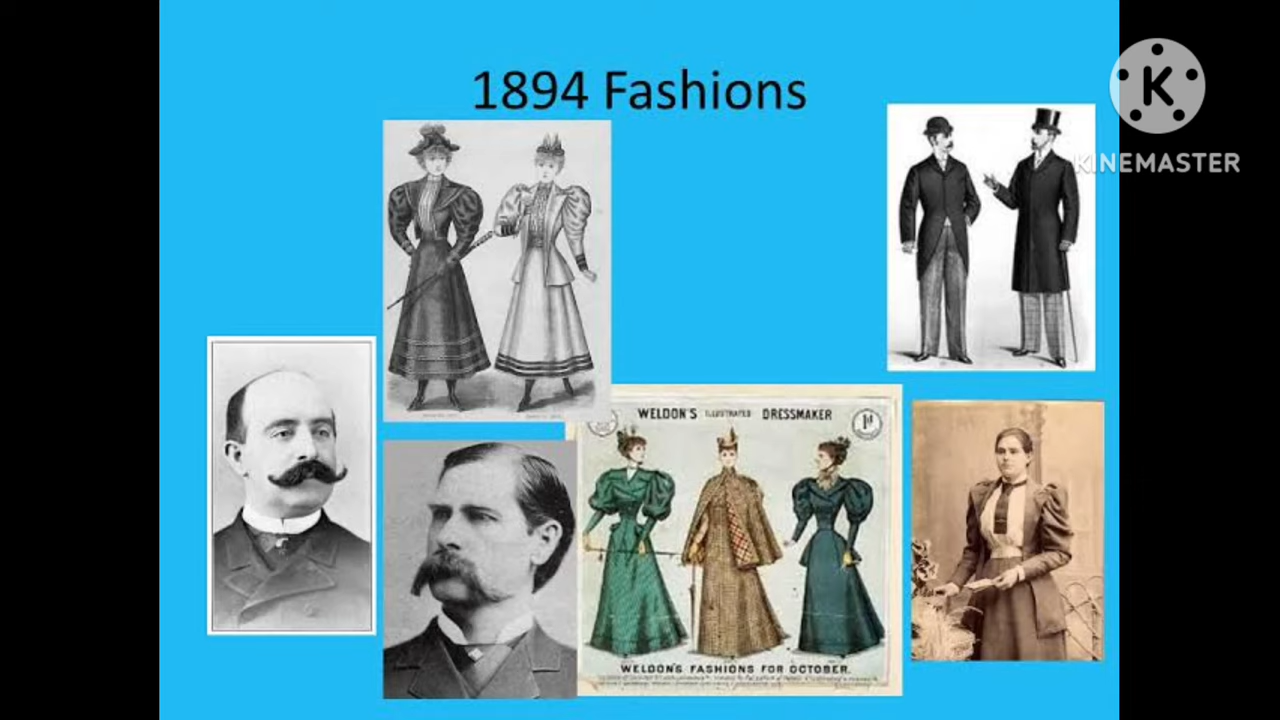 1894 Fashions
K
KINEMASTER
WELDON'S ILLUSTRATED DRESSMAKER
1d
WELDON'S FASHIONS FOR OCTOBER.